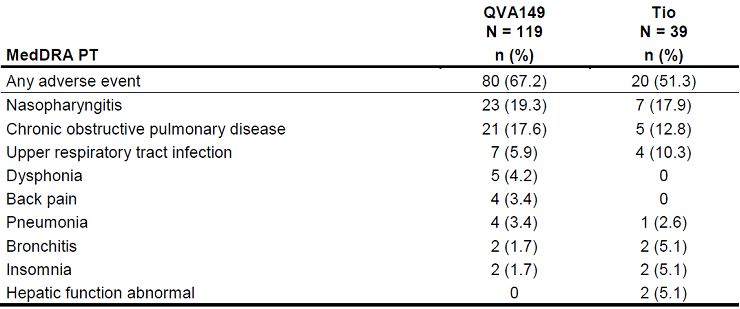 QVA149 Tio
N = 119 N = 39
MedDRA PT n (%) n (%)
Any adverse event 80 (67.2) 20 (51.3)
Nasopharyngitis 23 (19.3) 7 (17.9)
Chronic obstructive pulmonary disease 21 (17.6) 5 (12.8)
Upper respiratory tract infection 7 (5.9) 4 (10.3)
Dysphonia 5 (4.2) 0
Back pain 4 (3.4) 0
Pneumonia 4 (3.4) 1 (2.6)
Bronchitis 2 (1.7) 2 (5.1)
Insomnia 2 (1.7) 2 (5.1)
Hepatic function abnormal 0 2 (5.1)